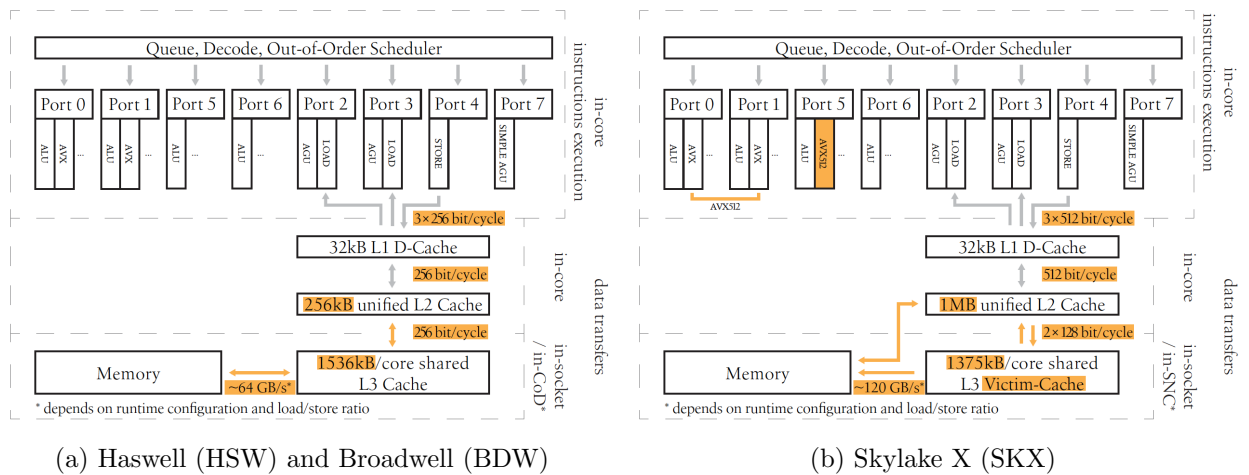 Queue, Decode, Out-of-Order Scheduler
Port 0 Port 1 Port 5 Port 6 Port 2 Port 3 Port 4 Port 7
ALU AVX ... ALU AVX ... ALU ... ALU ... AGU LOAD AGU LOAD STORE SIMPLE AGU
in-core
instructions execution
3×256 bit/cycle
32kB L1 D-Cache
256 bit/cycle
256kB unified L2 Cache
in-core
data transfers
256 bit/cycle
Memory
~64 GB/s*
1536kB/core shared
L3 Cache
in-socket
/ in-CoD*
* depends on runtime configuration and load/store ratio
(a) Haswell (HSW) and Broadwell (BDW)
Queue, Decode, Out-of-Order Scheduler
Port 0 Port 1 Port 5 Port 6 Port 2 Port 3 Port 4 Port 7
ALU AVX ... ALU AVX ... ALU AVX512 ... ALU ... AGU LOAD AGU LOAD STORE SIMPLE AGU
AVX512
in-core
instructions execution
3×512 bit/cycle
32kB L1 D-Cache
512 bit/cycle
1MB unified L2 Cache
in-core
data transfers
2×128 bit/cycle
Memory
~120 GB/s*
1375kB/core shared
L3 Victim-Cache
in-socket
/ in-SNC*
* depends on runtime configuration and load/store ratio
(b) Skylake X (SKX)